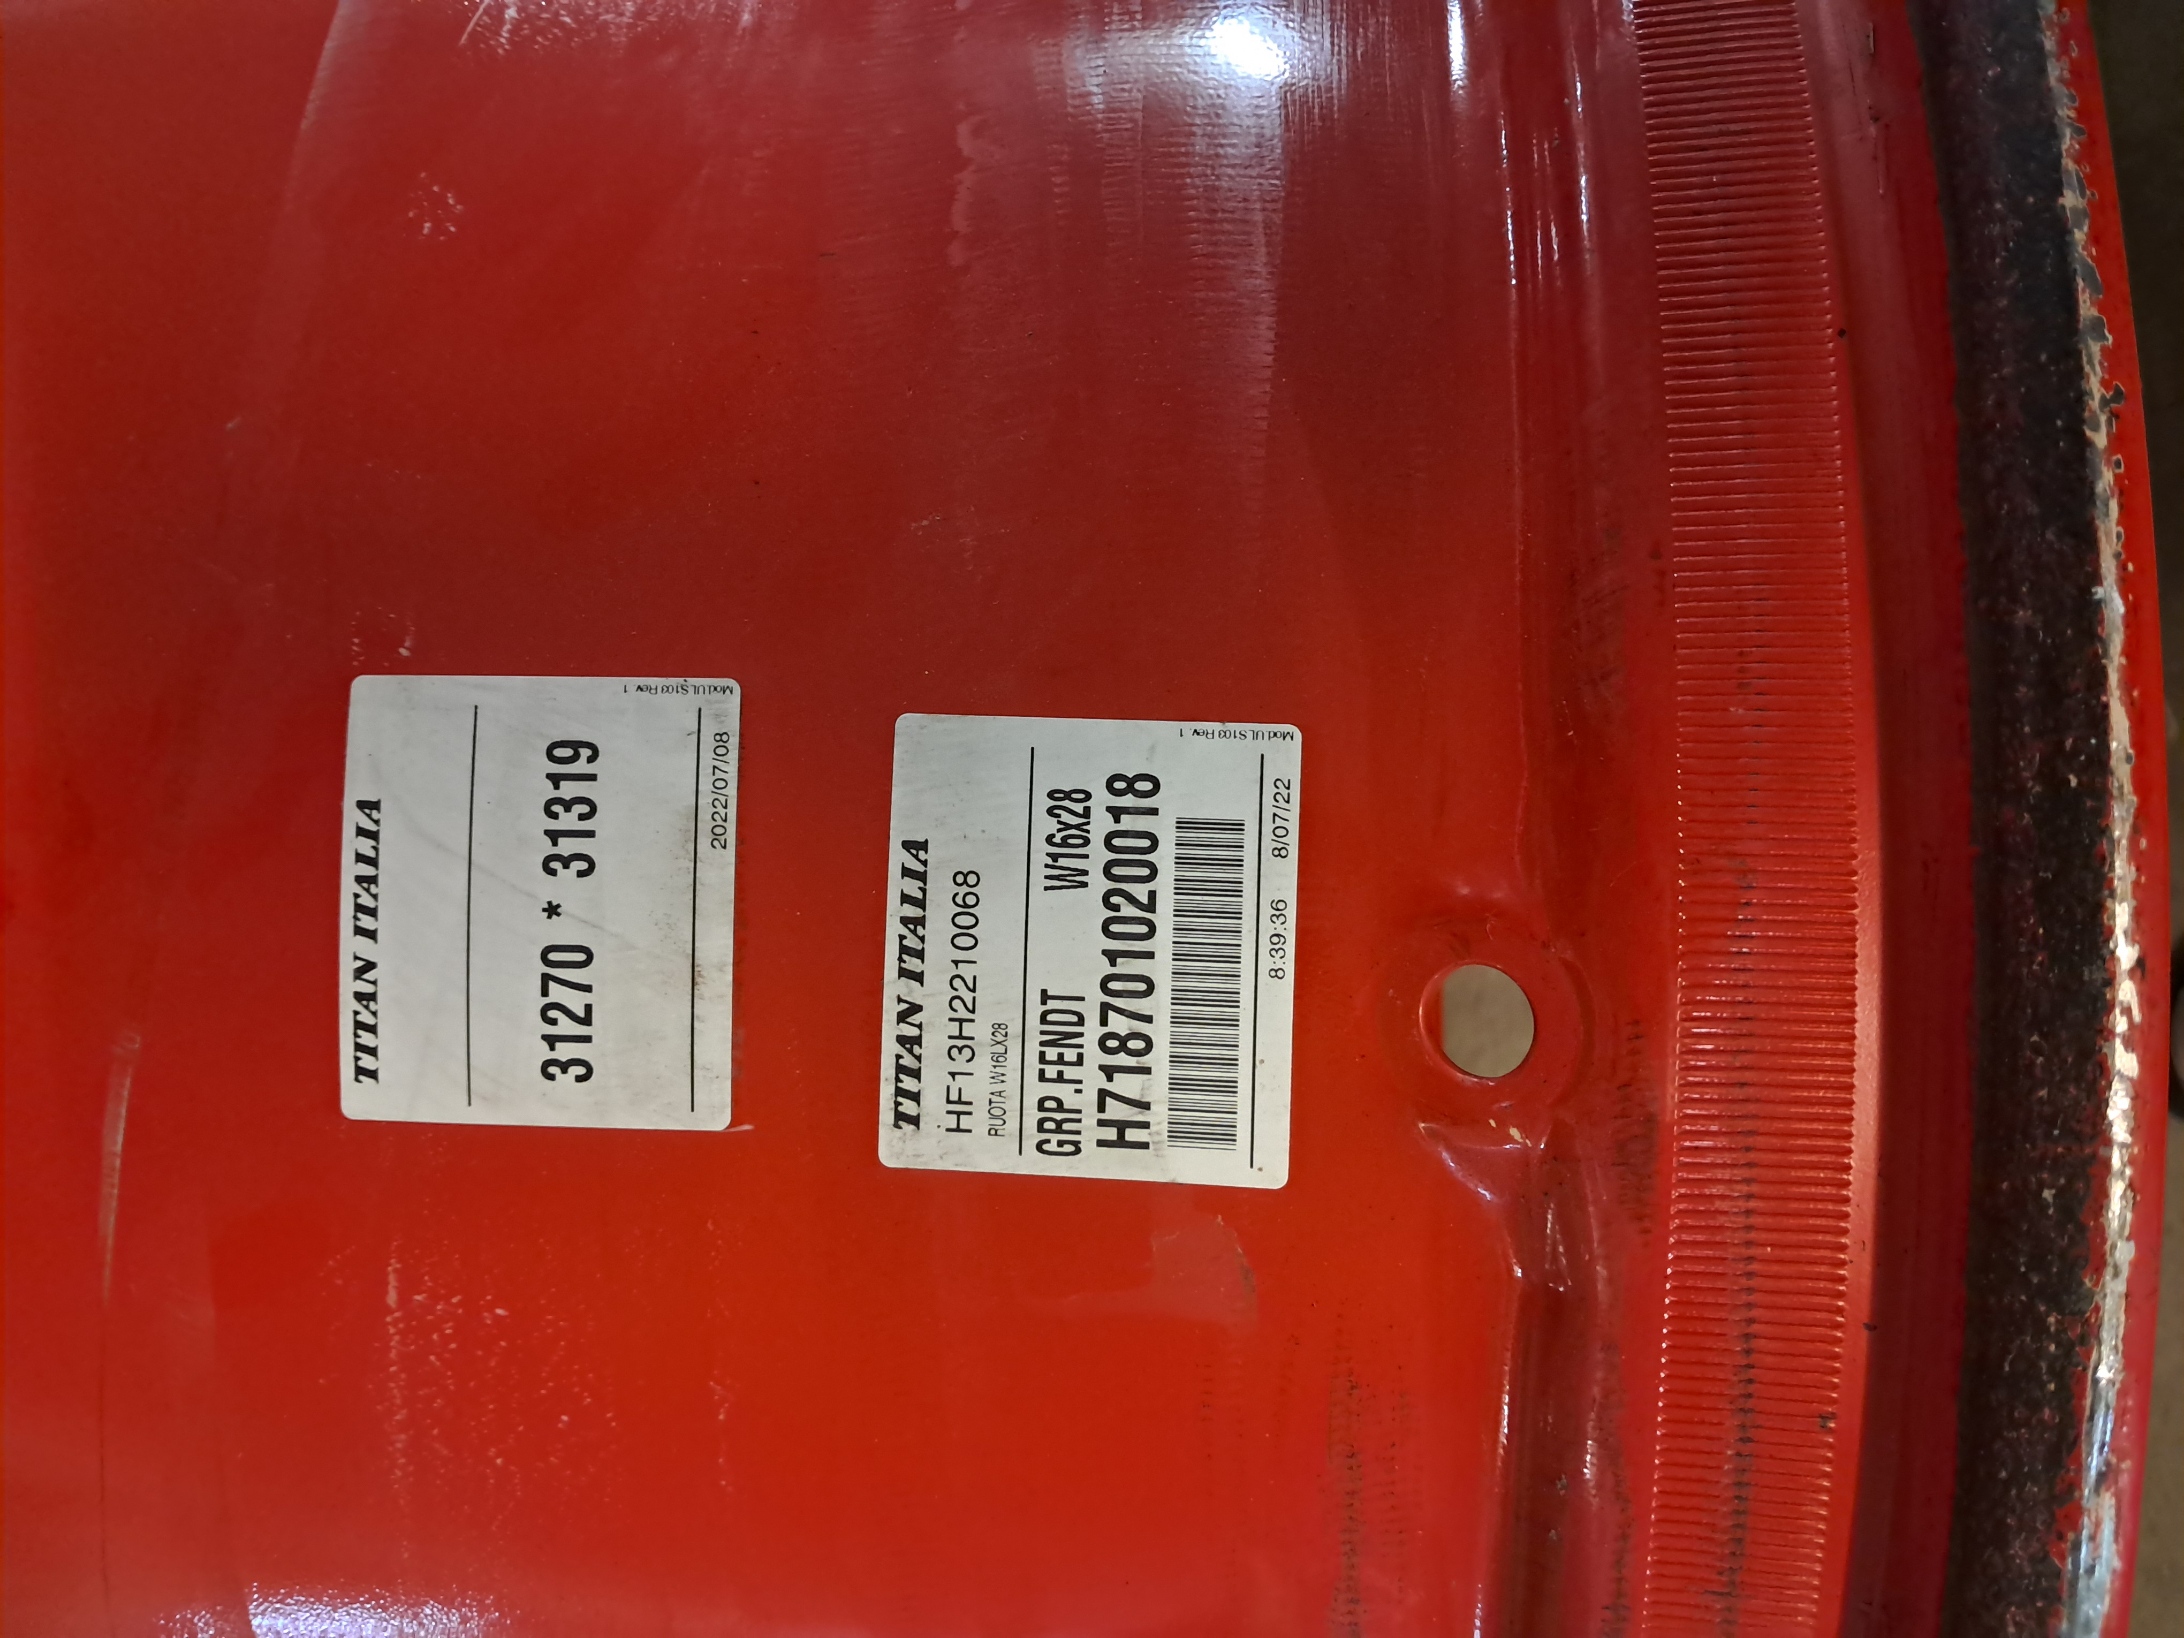 TITAN ITALIA
31270 * 31319
2022/07/08
Mod.ULS103 Rev. 1
TITAN ITALIA
HF13H2210068
RUOTA W16LX28
GRP.FENDT W16x28
H718701020018
8:39:36 8/07/22
Mod.ULS103 Rev. 1